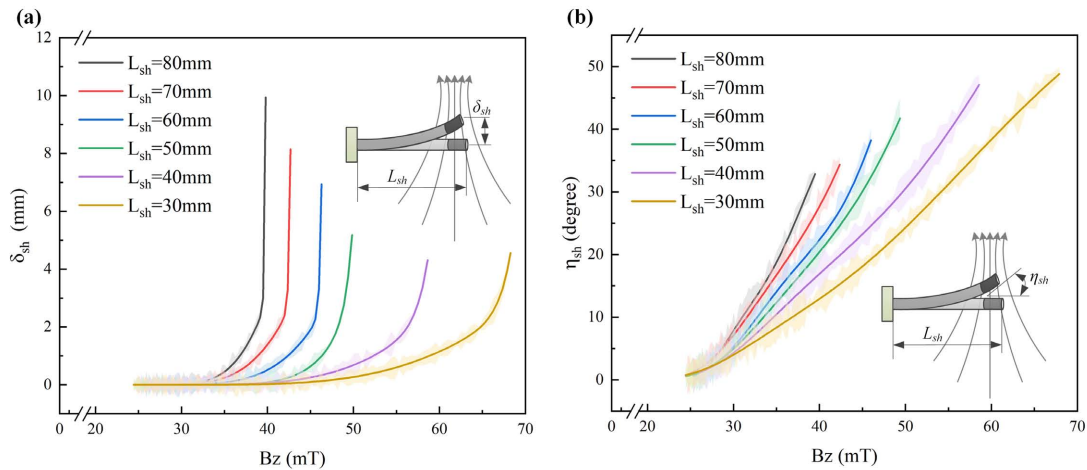 (a)
12
10
8
6
4
2
0
δsh (mm)
Lsh=80mm
Lsh=70mm
Lsh=60mm
Lsh=50mm
Lsh=40mm
Lsh=30mm
δsh
Lsh
0 20 30 40 50 60 70
Bz (mT)
(b)
50
40
30
20
10
0
ηsh (degree)
Lsh=80mm
Lsh=70mm
Lsh=60mm
Lsh=50mm
Lsh=40mm
Lsh=30mm
ηsh
Lsh
0 20 30 40 50 60 70
Bz (mT)